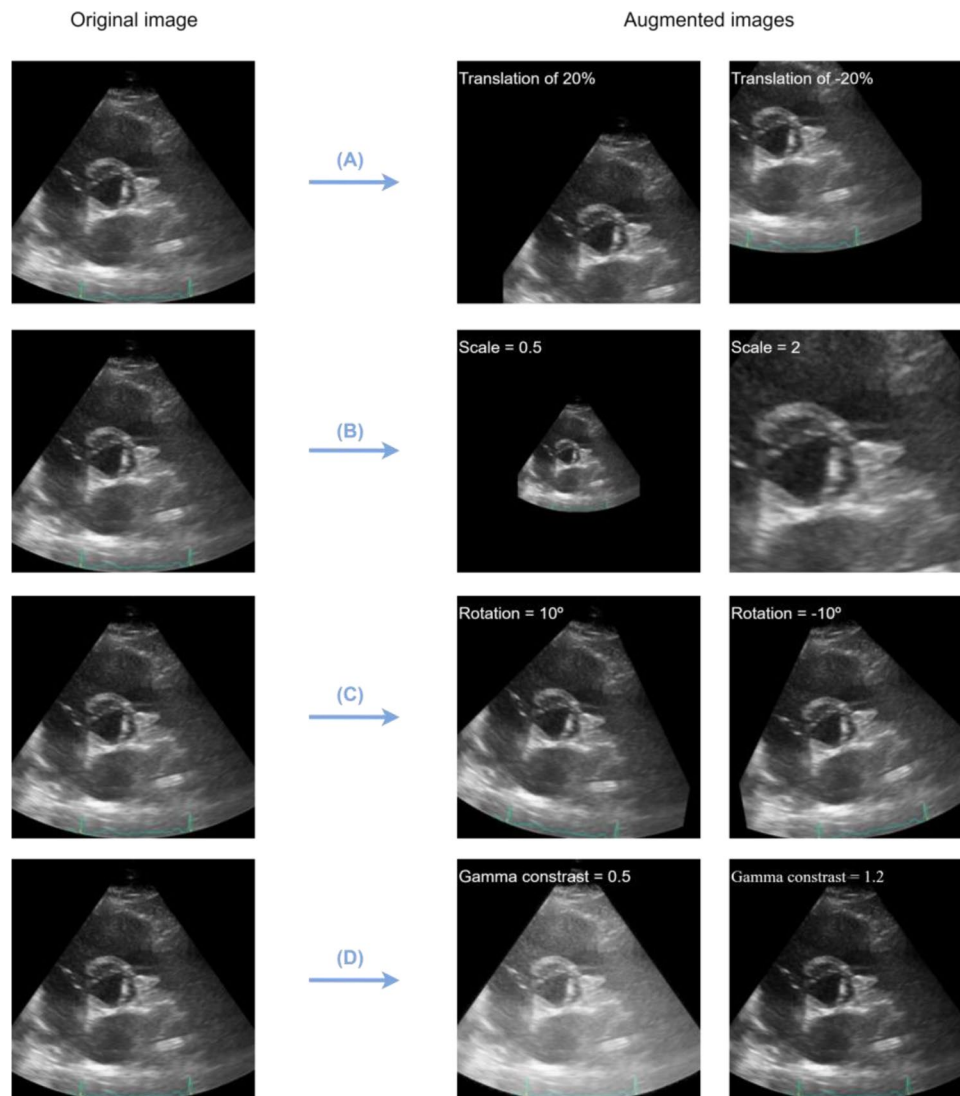 Original image
Augmented images
(A)
Translation of 20%
Translation of -20%
(B)
Scale = 0.5
Scale = 2
(C)
Rotation = 10º
Rotation = -10º
(D)
Gamma constrast = 0.5
Gamma constrast = 1.2